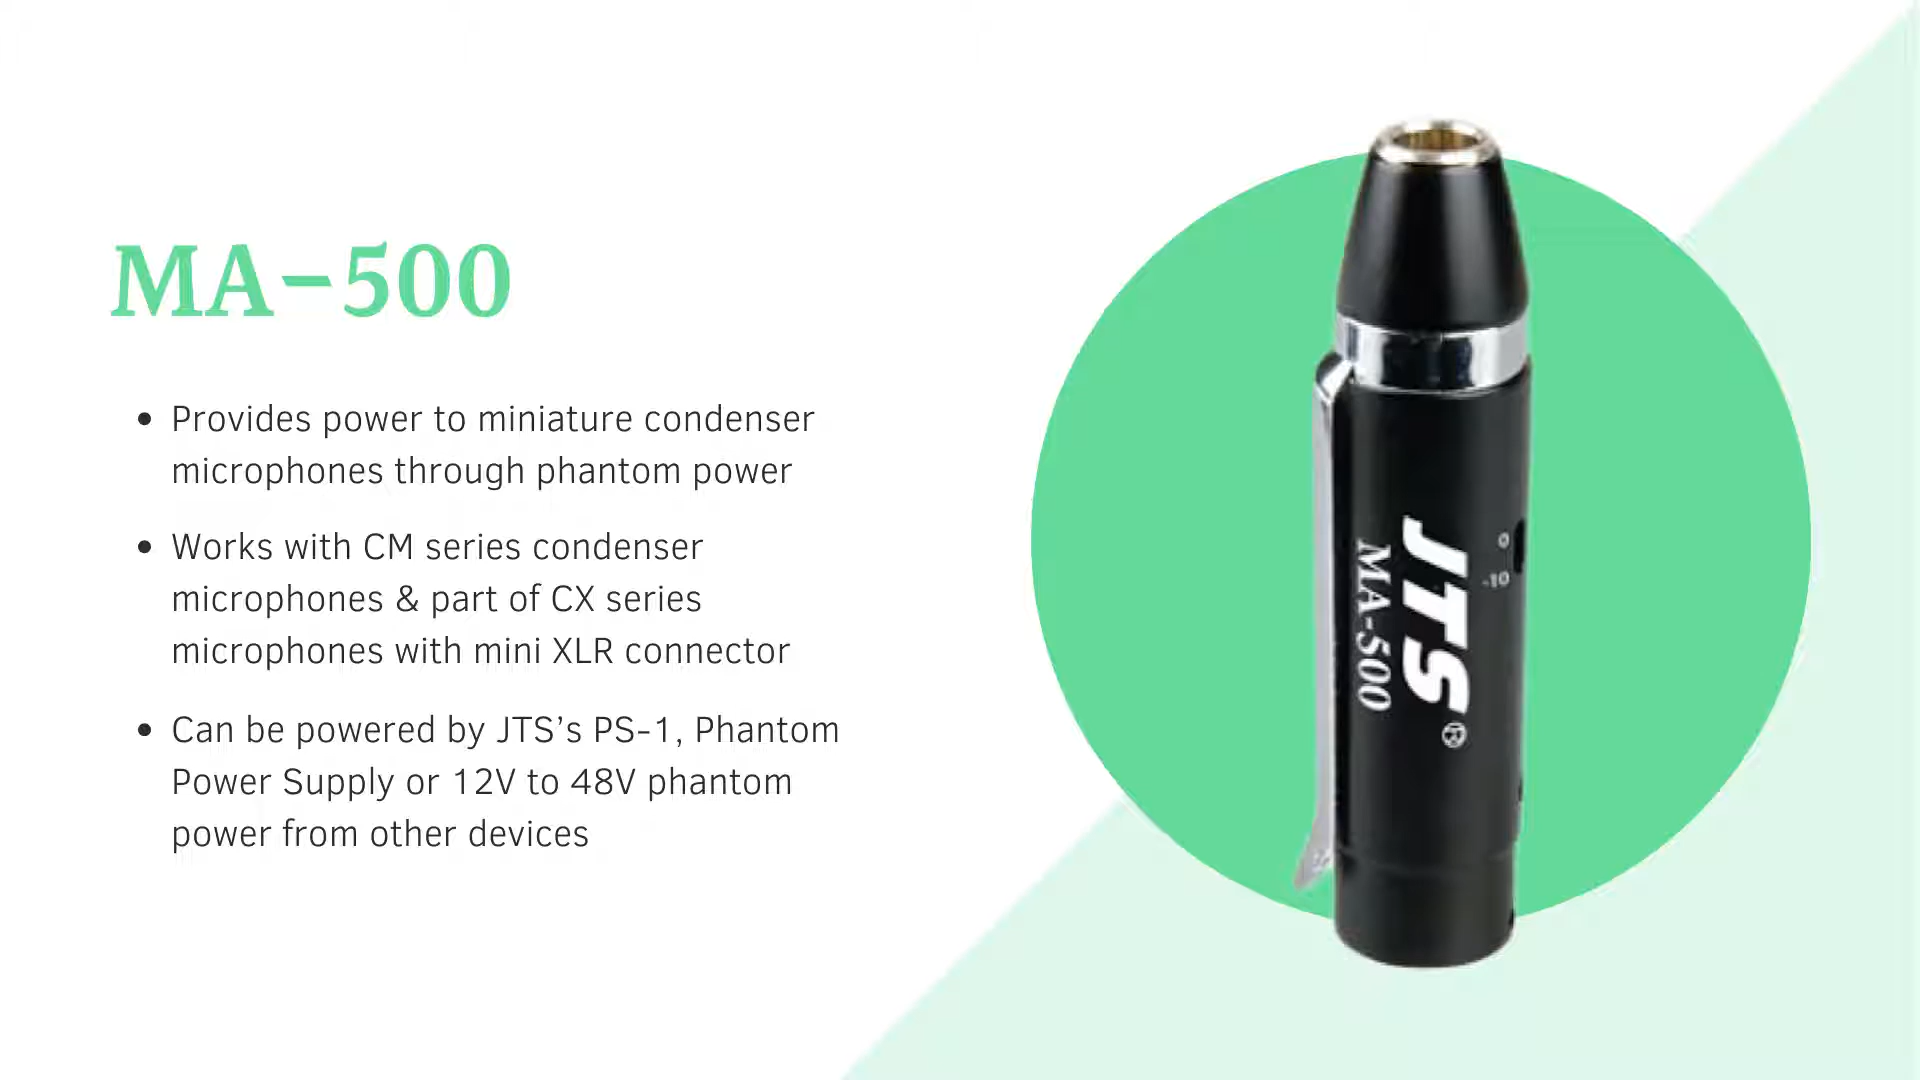 MA-500
• Provides power to miniature condenser
microphones through phantom power
• Works with CM series condenser
microphones & part of CX series
microphones with mini XLR connector
• Can be powered by JTS’s PS-1, Phantom
Power Supply or 12V to 48V phantom
power from other devices
JTS®
MA-500
0
-10